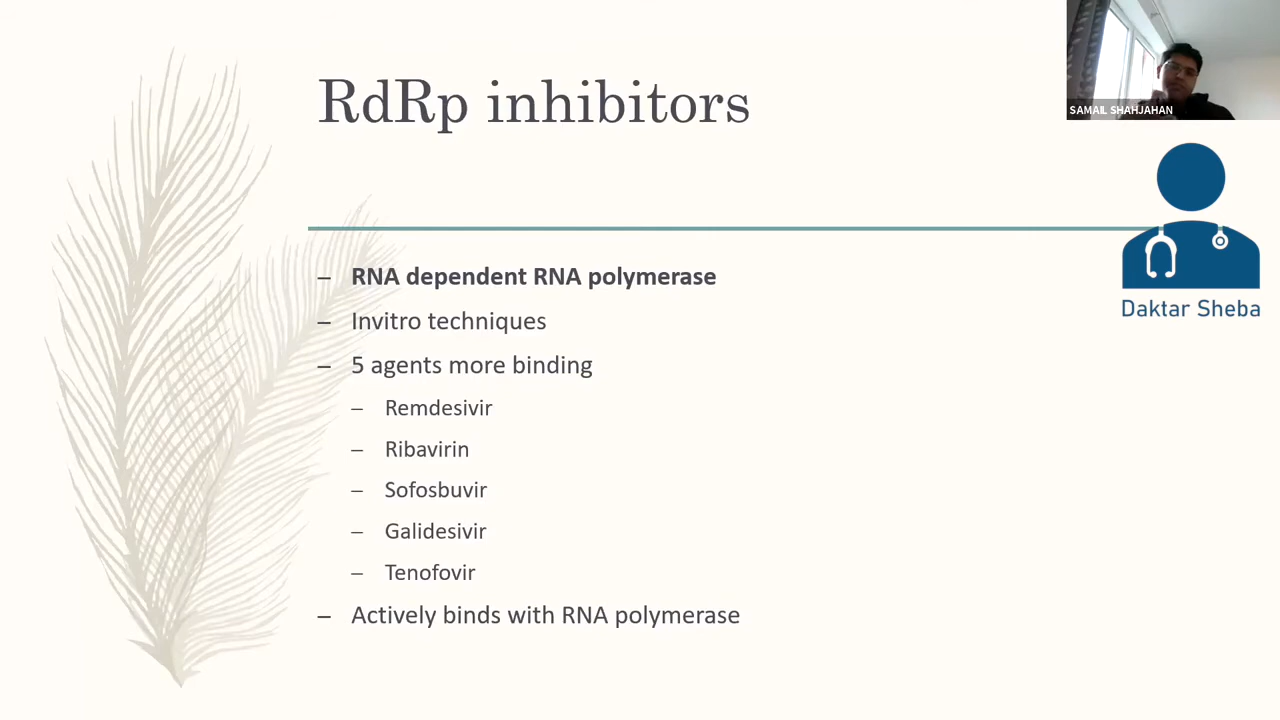 RdRp inhibitors
SAMAIL SHAHJAHAN
Daktar Sheba
– RNA dependent RNA polymerase
– Invitro techniques
– 5 agents more binding
– Remdesivir
– Ribavirin
– Sofosbuvir
– Galidesivir
– Tenofovir
– Actively binds with RNA polymerase